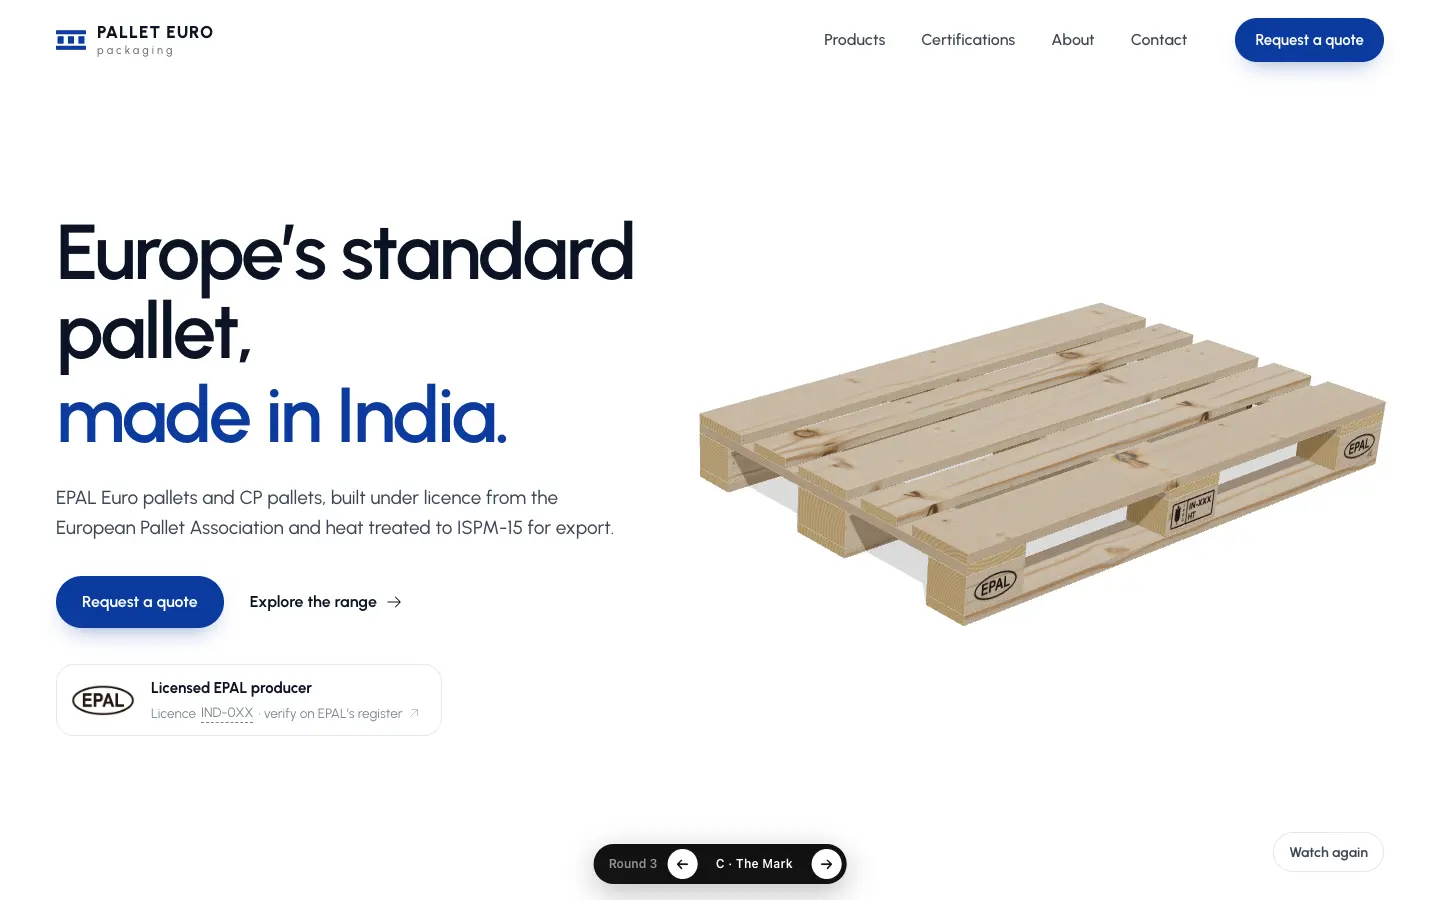 PALLET EURO
packaging
Products
Certifications
About
Contact
Request a quote
Europe’s standard
pallet,
made in India.
EPAL Euro pallets and CP pallets, built under licence from the
European Pallet Association and heat treated to ISPM-15 for export.
Request a quote
Explore the range
EPAL
Licensed EPAL producer
Licence IND-0XX · verify on EPAL’s register
EPAL
IN-XXX
HT
EPAL
Round 3
C · The Mark
Watch again